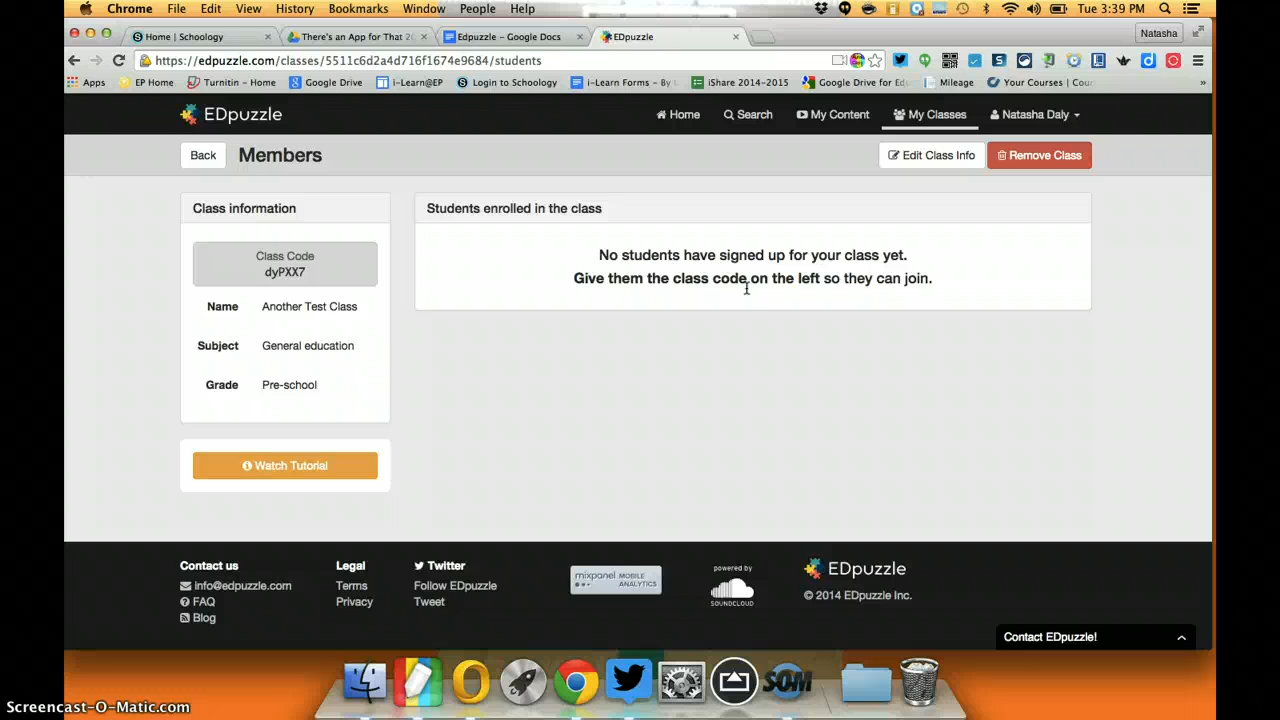 Chrome File Edit View History Bookmarks Window People Help Tue 3:39 PM
Home | Schoology There's an App for That 20 Edpuzzle – Google Docs EDpuzzle Natasha
https://edpuzzle.com/classes/5511c6d2a4d716f1674e9684/students
Apps EP Home Turnitin – Home Google Drive i-Learn@EP Login to Schoology i-Learn Forms – By iShare 2014–2015 Google Drive for Edu Mileage Your Courses | Cour »
EDpuzzle Home Search My Content My Classes Natasha Daly
Back Members Edit Class Info Remove Class
Class information
Class Code
dyPXX7
Name Another Test Class
Subject General education
Grade Pre-school
Watch Tutorial
Students enrolled in the class
No students have signed up for your class yet.
Give them the class code on the left so they can join.
Contact us
info@edpuzzle.com
FAQ
Blog
Legal
Terms
Privacy
Twitter
Follow EDpuzzle
Tweet
mixpanel MOBILE ANALYTICS
powered by
SOUNDCLOUD
EDpuzzle
© 2014 EDpuzzle Inc.
Contact EDpuzzle!
SOM
Screencast-O-Matic.com